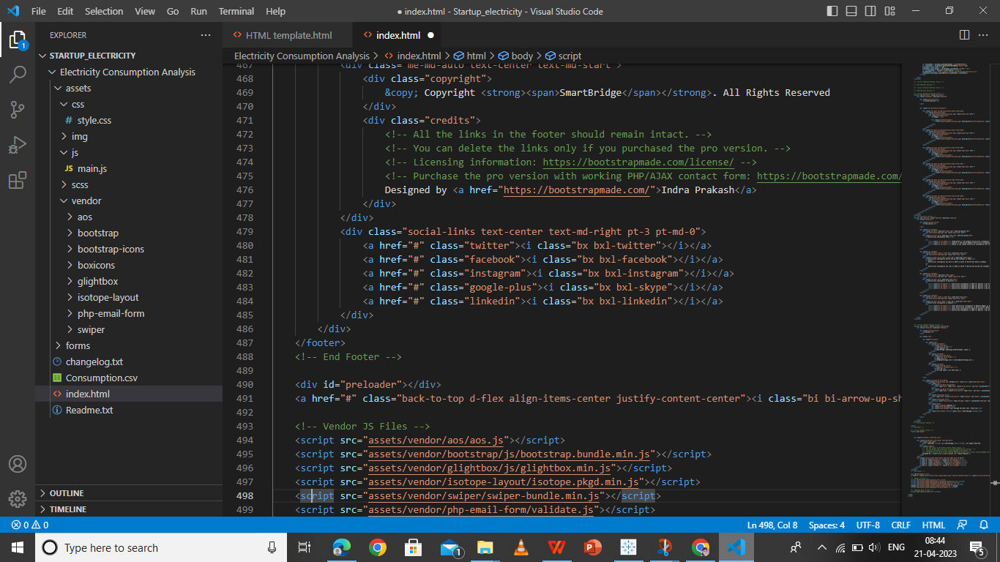 File Edit Selection View Go Run Terminal Help
● index.html - Startup_electricity - Visual Studio Code
EXPLORER
HTML template.html
index.html
Electricity Consumption Analysis > index.html > html > body > script
1
STARTUP_ELECTRICITY
Electricity Consumption Analysis
assets
css
# style.css
img
js
JS main.js
scss
vendor
aos
bootstrap
bootstrap-icons
boxicons
glightbox
isotope-layout
php-email-form
swiper
forms
changelog.txt
Consumption.csv
index.html
Readme.txt
OUTLINE
TIMELINE
467 <div class="me-md-auto text-center text-md-start">
468 <div class="copyright">
469 &copy; Copyright <strong><span>SmartBridge</span></strong>. All Rights Reserved
470 </div>
471 <div class="credits">
472 <!-- All the links in the footer should remain intact. -->
473 <!-- You can delete the links only if you purchased the pro version. -->
474 <!-- Licensing information: https://bootstrapmade.com/license/ -->
475 <!-- Purchase the pro version with working PHP/AJAX contact form: https://bootstrapmade.com/
476 Designed by <a href="https://bootstrapmade.com/">Indra Prakash</a>
477 </div>
478 </div>
479 <div class="social-links text-center text-md-right pt-3 pt-md-0">
480 <a href="#" class="twitter"><i class="bx bxl-twitter"></i></a>
481 <a href="#" class="facebook"><i class="bx bxl-facebook"></i></a>
482 <a href="#" class="instagram"><i class="bx bxl-instagram"></i></a>
483 <a href="#" class="google-plus"><i class="bx bxl-skype"></i></a>
484 <a href="#" class="linkedin"><i class="bx bxl-linkedin"></i></a>
485 </div>
486 </div>
487 </footer>
488 <!-- End Footer -->
489
490 <div id="preloader"></div>
491 <a href="#" class="back-to-top d-flex align-items-center justify-content-center"><i class="bi bi-arrow-up-sh
492
493 <!-- Vendor JS Files -->
494 <script src="assets/vendor/aos/aos.js"></script>
495 <script src="assets/vendor/bootstrap/js/bootstrap.bundle.min.js"></script>
496 <script src="assets/vendor/glightbox/js/glightbox.min.js"></script>
497 <script src="assets/vendor/isotope-layout/isotope.pkgd.min.js"></script>
498 <script src="assets/vendor/swiper/swiper-bundle.min.js"></script>
499 <script src="assets/vendor/php-email-form/validate.js"></script>
0 0
Ln 498, Col 8 Spaces: 4 UTF-8 CRLF HTML
Type here to search
1
ENG
08:44
21-04-2023
5